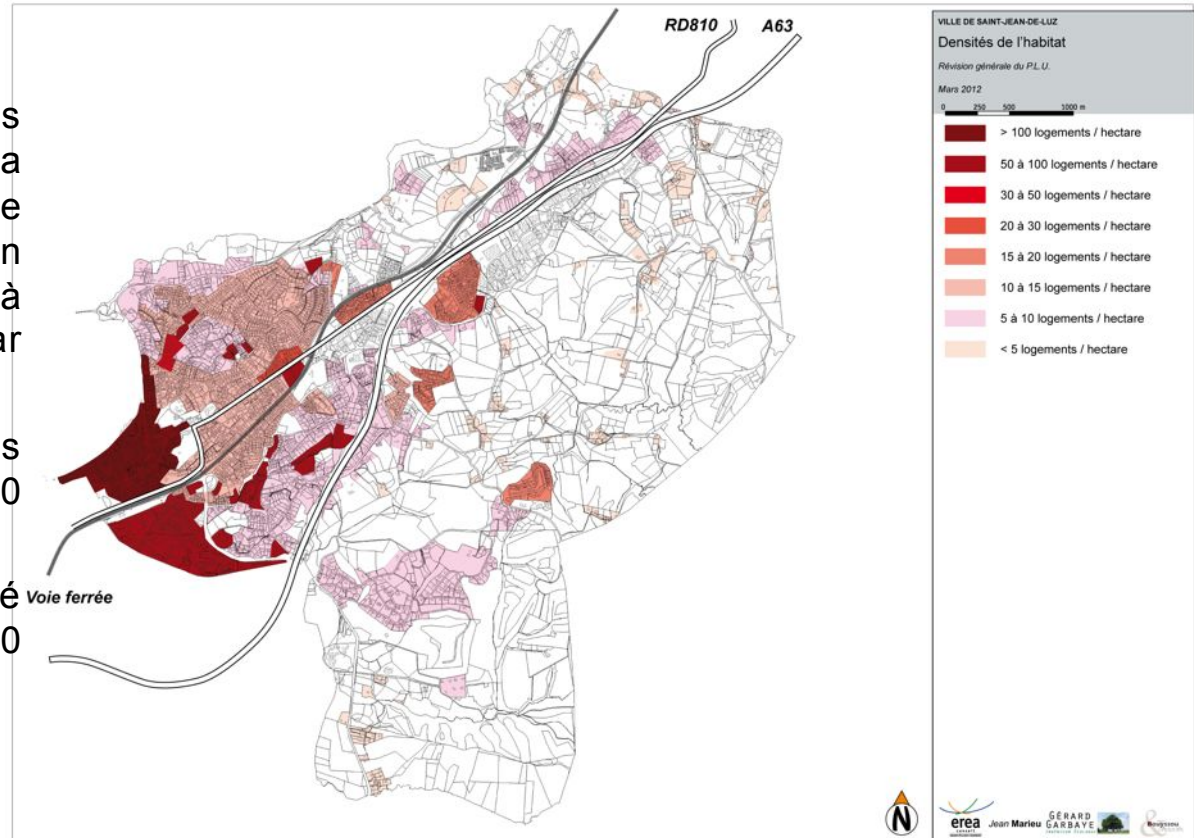 s
a
e
n
à
ar
s
0
é
0
RD810
A63
Voie ferrée
N
VILLE DE SAINT-JEAN-DE-LUZ
Densités de l'habitat
Révision générale du P.L.U.
Mars 2012
0 250 500 1000 m
> 100 logements / hectare
50 à 100 logements / hectare
30 à 50 logements / hectare
20 à 30 logements / hectare
15 à 20 logements / hectare
10 à 15 logements / hectare
5 à 10 logements / hectare
< 5 logements / hectare
erea
Jean Marieu
GÉRARD
GARBAYE